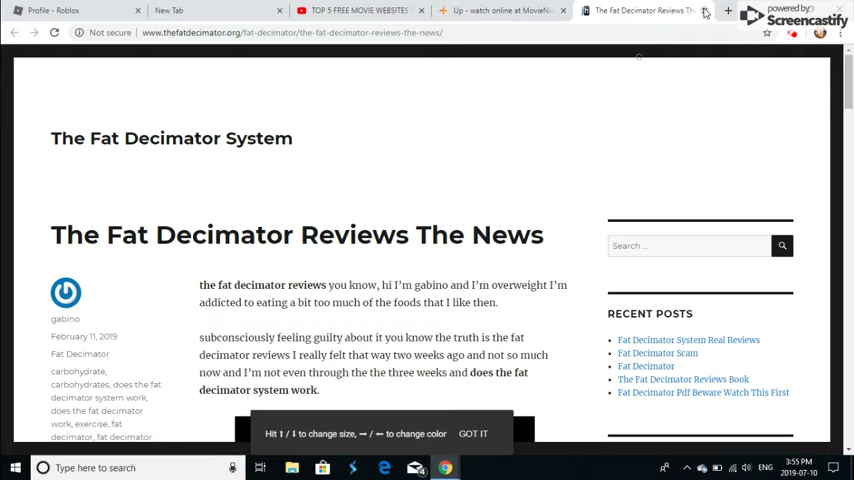 Profile - Roblox
New Tab
TOP 5 FREE MOVIE WEBSITES
Up - watch online at MovieNin
The Fat Decimator Reviews The
powered by
Screencastify
Not secure
www.thefatdecimator.org/fat-decimator/the-fat-decimator-reviews-the-news/
The Fat Decimator System
The Fat Decimator Reviews The News
gabino
February 11, 2019
Fat Decimator
carbohydrate,
carbohydrates, does the fat
decimator system work,
does the fat decimator
work, exercise, fat
decimator, fat decimator
the fat decimator reviews you know, hi I'm gabino and I'm overweight I'm
addicted to eating a bit too much of the foods that I like then.
subconsciously feeling guilty about it you know the truth is the fat
decimator reviews I really felt that way two weeks ago and not so much
now and I'm not even through the the three weeks and does the fat
decimator system work.
Search ...
RECENT POSTS
Fat Decimator System Real Reviews
Fat Decimator Scam
Fat Decimator
The Fat Decimator Reviews Book
Fat Decimator Pdf Beware Watch This First
Hit ⬆ / ⬇ to change size, ➡ / ⬅ to change color
GOT IT
Type here to search
4
ENG
3:55 PM
2019-07-10